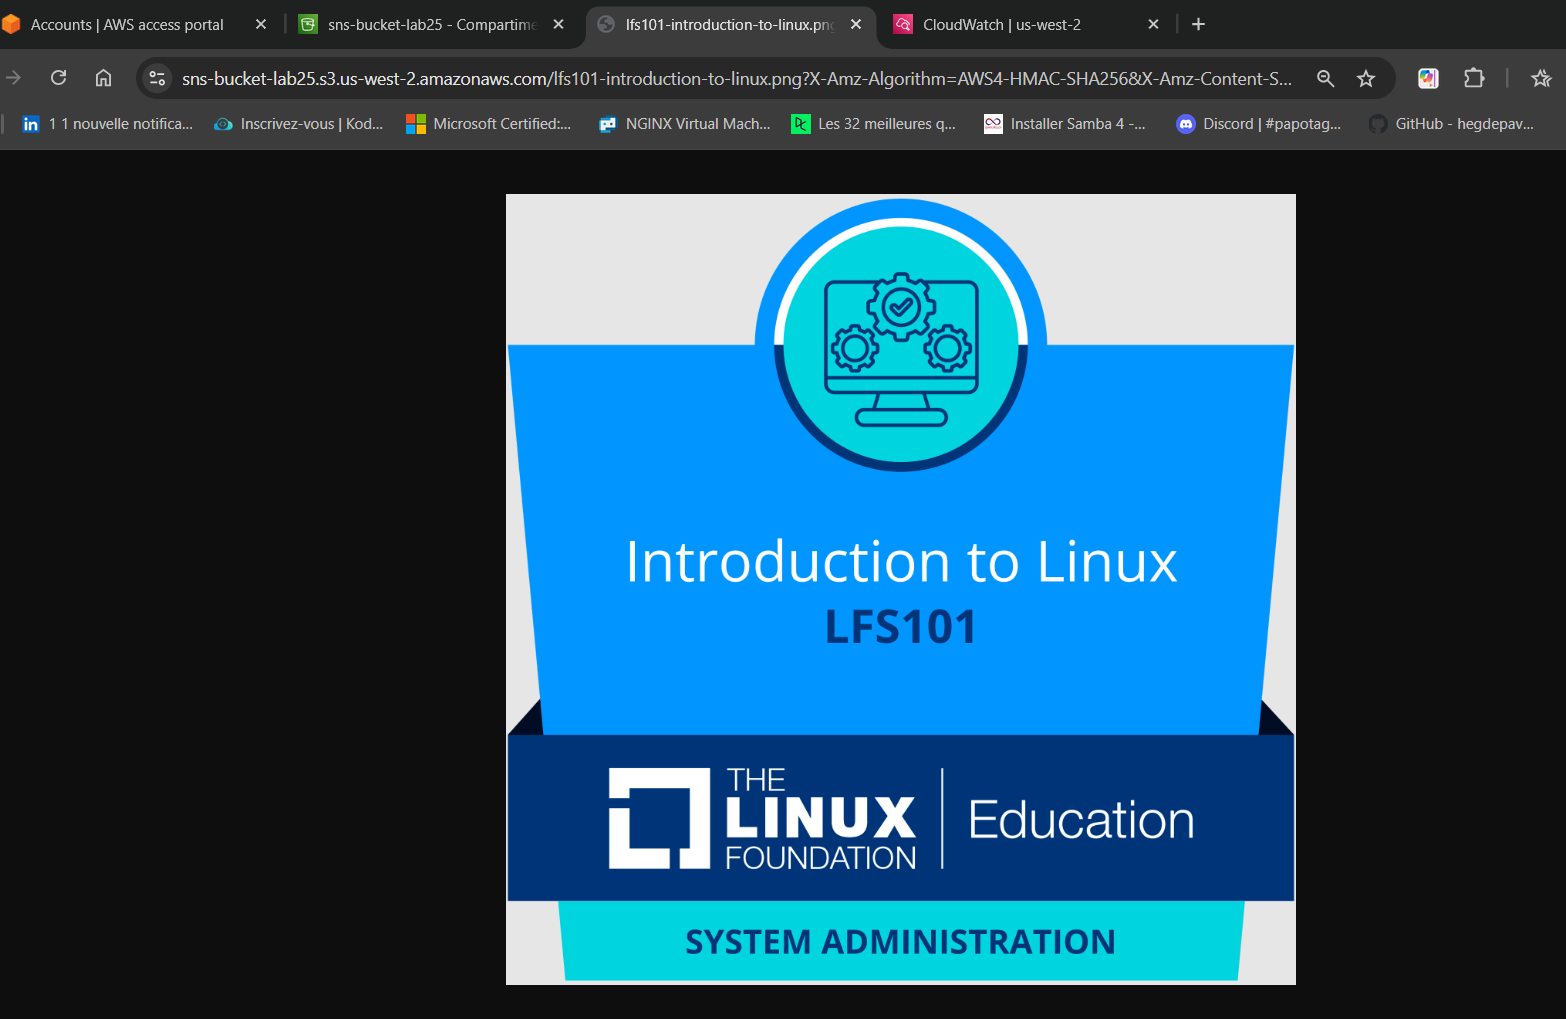 Accounts | AWS access portal
sns-bucket-lab25 - Compartime
lfs101-introduction-to-linux.png
CloudWatch | us-west-2
sns-bucket-lab25.s3.us-west-2.amazonaws.com/lfs101-introduction-to-linux.png?X-Amz-Algorithm=AWS4-HMAC-SHA256&X-Amz-Content-S...
1 1 nouvelle notifica...
Inscrivez-vous | Kod...
Microsoft Certified:...
NGINX Virtual Mach...
Les 32 meilleures q...
Installer Samba 4 -...
Discord | #papotag...
GitHub - hegdepav...
Introduction to Linux
LFS101
THE
LINUX
FOUNDATION
Education
SYSTEM ADMINISTRATION